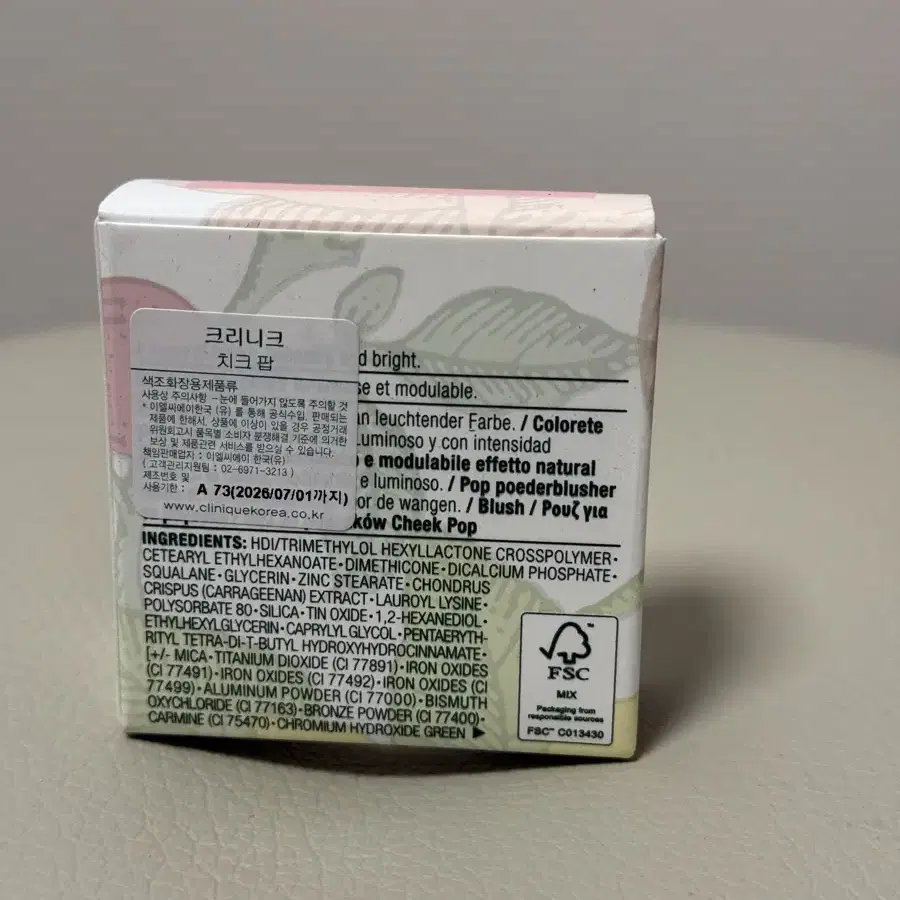 크리니크
치크 팝
색조화장용제품류
사용상 주의사항 – 눈에 들어가지 않도록 주의할 것
* 이엘씨에이한국 (유) 를 통해 공식수입, 판매되는
제품에 한해서, 상품에 이상이 있을 경우 공정거래
위원회고시 품목별 소비자 분쟁해결 기준에 의거한
보상 및 제품관련 서비스를 받으실 수 있습니다.
책임판매업자 : 이엘씨에이 한국(유)
( 고객관리지원팀 : 02-6971-3213 )
제조번호 및
사용기한 : A 73(2026/07/01까지)
www.cliniquekorea.co.kr
d bright.
se et modulable.
n leuchtender Farbe. / Colorete
uminoso y con intensidad
o e modulabile effetto natural
e luminoso. / Pop poederblusher
or de wangen. / Blush / Ρουζ για
ków Cheek Pop
INGREDIENTS: HDI/TRIMETHYLOL HEXYLLACTONE CROSSPOLYMER •
CETEARYL ETHYLHEXANOATE • DIMETHICONE • DICALCIUM PHOSPHATE •
SQUALANE • GLYCERIN • ZINC STEARATE • CHONDRUS
CRISPUS (CARRAGEENAN) EXTRACT • LAUROYL LYSINE •
POLYSORBATE 80 • SILICA • TIN OXIDE • 1,2-HEXANEDIOL •
ETHYLHEXYLGLYCERIN • CAPRYLYL GLYCOL • PENTAERYTH-
RITYL TETRA-DI-T-BUTYL HYDROXYHYDROCINNAMATE •
[+/- MICA • TITANIUM DIOXIDE (CI 77891) • IRON OXIDES
(CI 77491) • IRON OXIDES (CI 77492) • IRON OXIDES (CI
77499) • ALUMINUM POWDER (CI 77000) • BISMUTH
OXYCHLORIDE (CI 77163) • BRONZE POWDER (CI 77400) •
CARMINE (CI 75470) • CHROMIUM HYDROXIDE GREEN ▶
™
FSC
MIX
Packaging from
responsible sources
FSC™ C013430